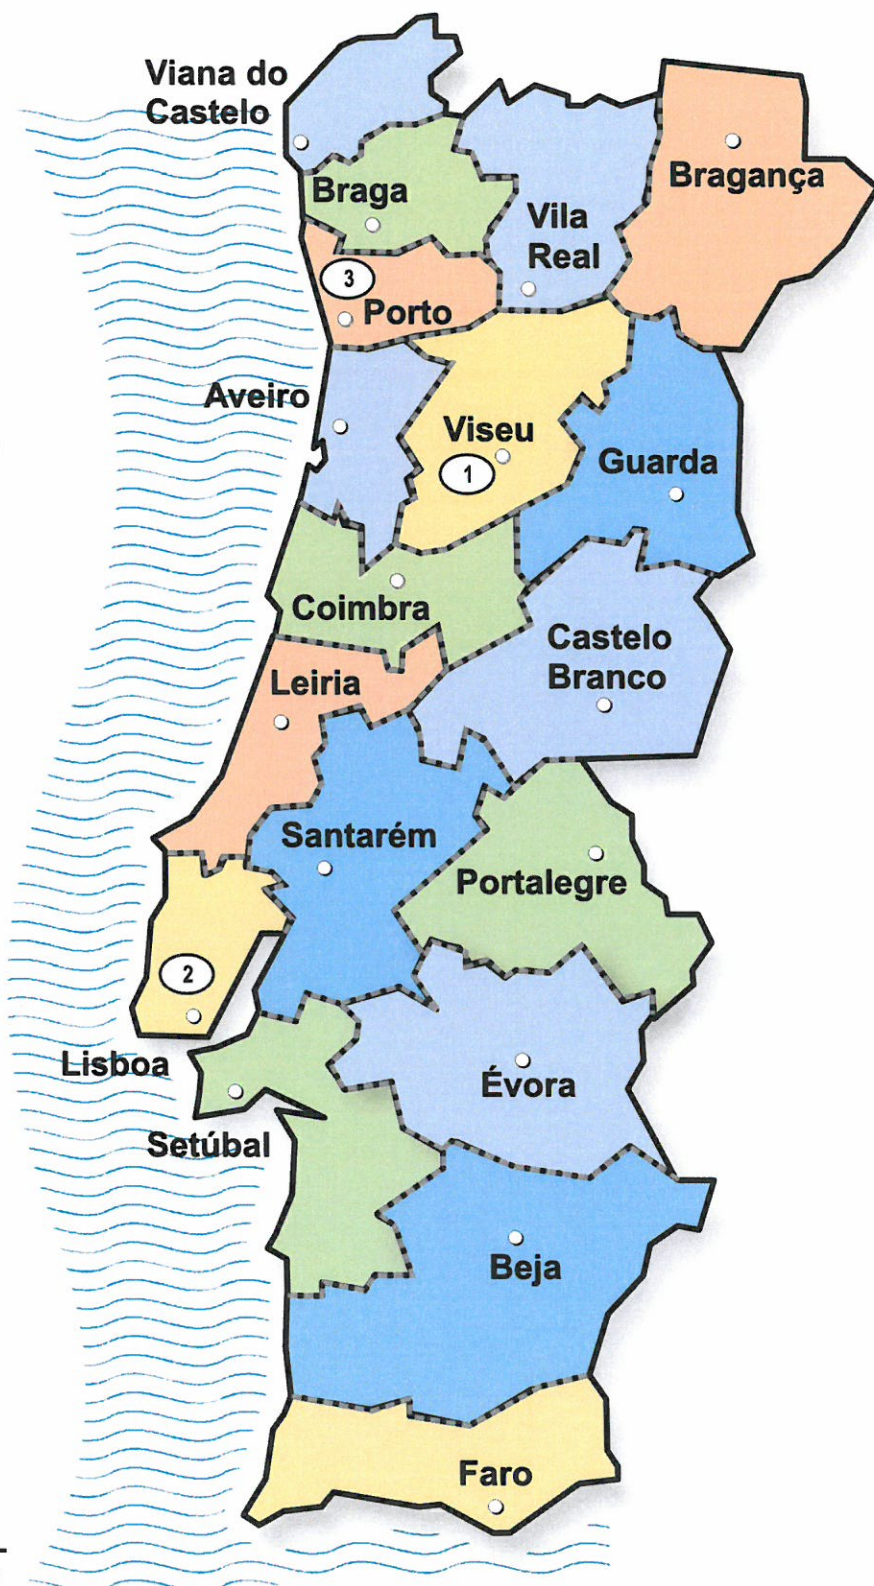 Viana do
Castelo
Braga
Vila
Real
Bragança
3
Porto
Aveiro
Viseu
1
Guarda
Coimbra
Castelo
Branco
Leiria
Santarém
Portalegre
2
Lisboa
Évora
Setúbal
Beja
Faro